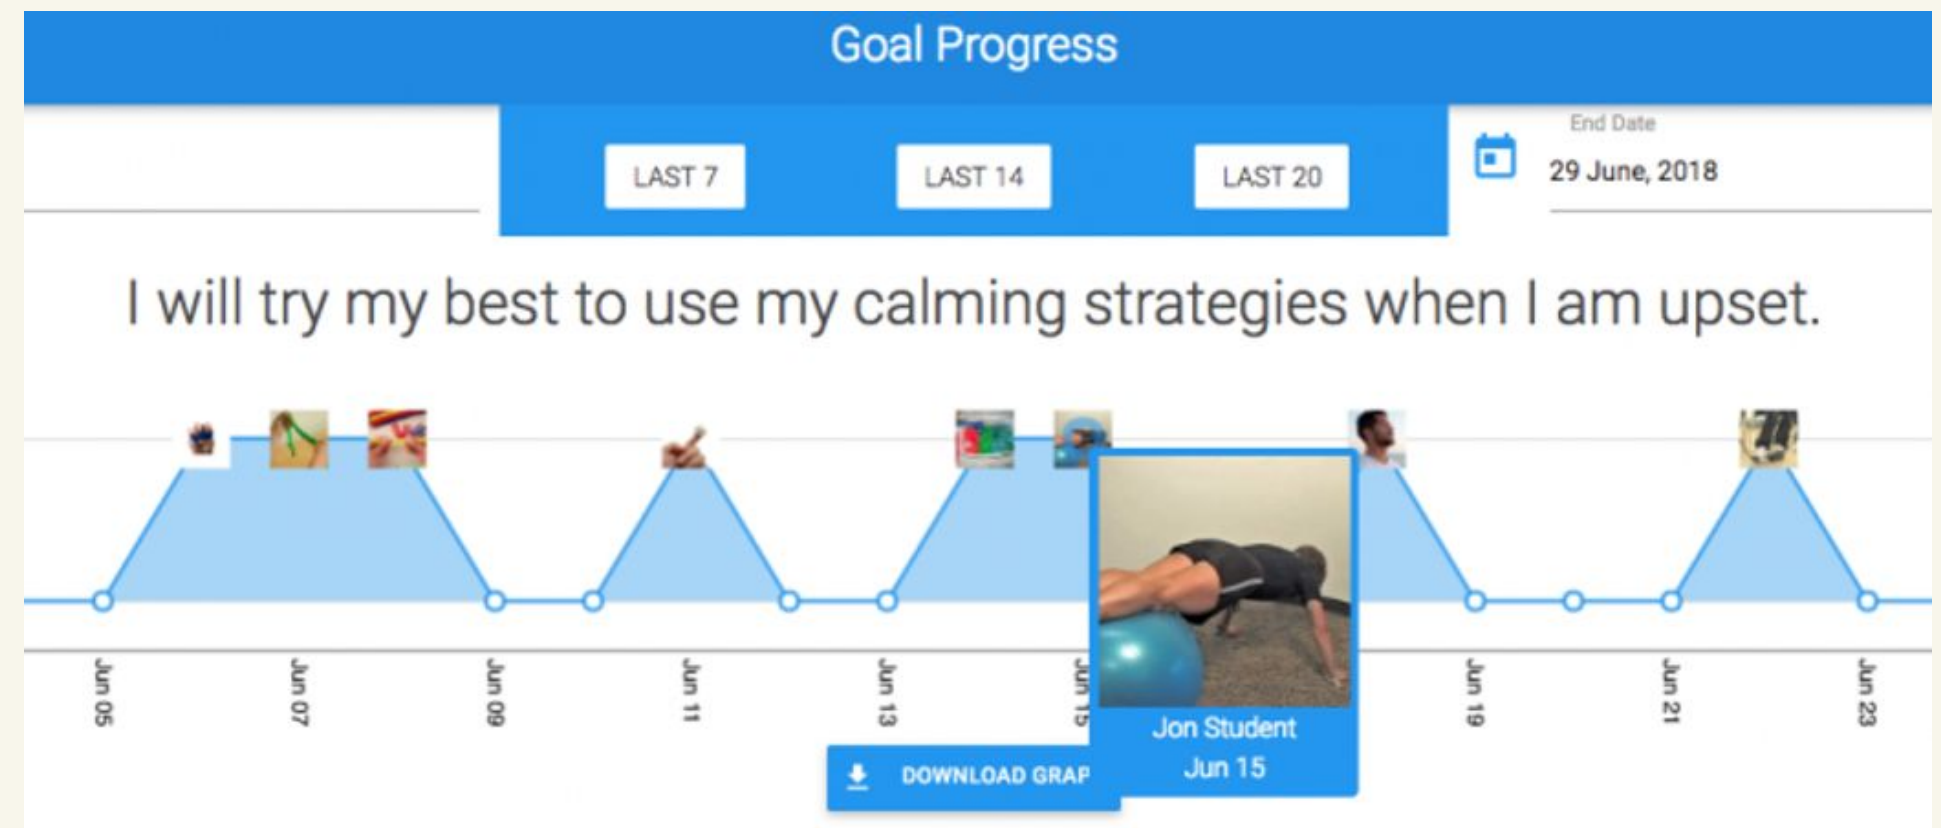 Goal Progress
LAST 7
LAST 14
LAST 20
End Date
29 June, 2018
I will try my best to use my calming strategies when I am upset.
Jun 05
Jun 07
Jun 09
Jun 11
Jun 13
Jun 15
Jun 19
Jun 21
Jun 23
Jon Student
Jun 15
DOWNLOAD GRAP